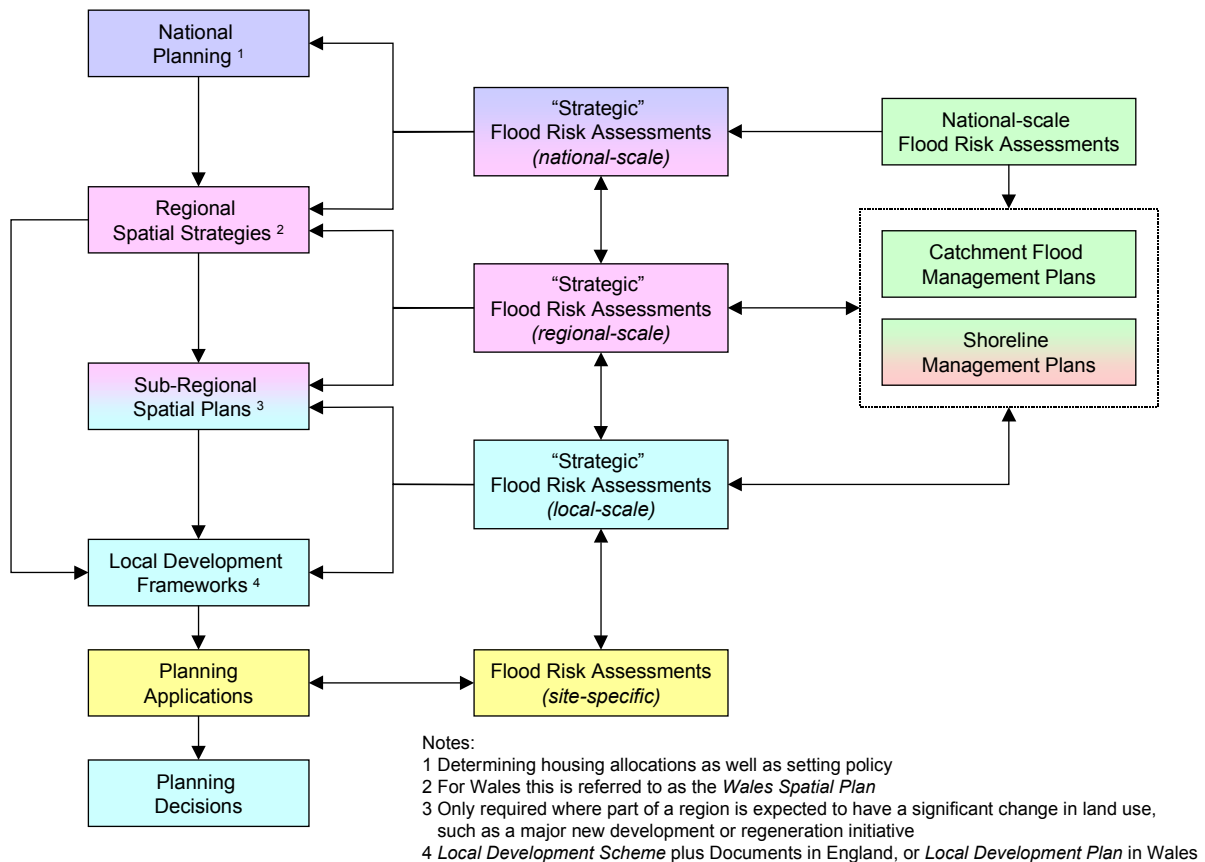 National
Planning 1
“Strategic”
Flood Risk Assessments
(national-scale)
National-scale
Flood Risk Assessments
Regional
Spatial Strategies 2
“Strategic”
Flood Risk Assessments
(regional-scale)
Catchment Flood
Management Plans
Shoreline
Management Plans
Sub-Regional
Spatial Plans 3
“Strategic”
Flood Risk Assessments
(local-scale)
Local Development
Frameworks 4
Planning
Applications
Flood Risk Assessments
(site-specific)
Planning
Decisions
Notes:
1 Determining housing allocations as well as setting policy
2 For Wales this is referred to as the Wales Spatial Plan
3 Only required where part of a region is expected to have a significant change in land use,
such as a major new development or regeneration initiative
4 Local Development Scheme plus Documents in England, or Local Development Plan in Wales